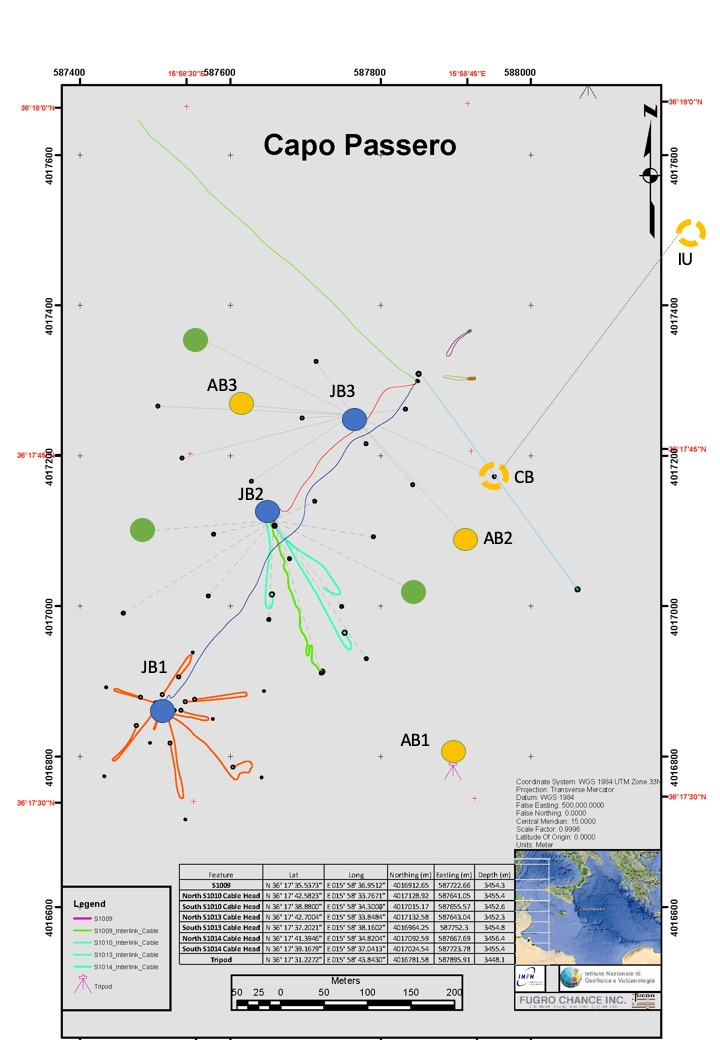 587400 587600 587800 588000
15°58'30"E 15°58'45"E
36°18'0"N 36°18'0"N
Capo Passero
Z
4017600 4017600
IU
4017400 4017400
AB3
JB3
36°17'45"N 36°17'45"N
4017200 4017200
CB
JB2
AB2
4017000 4017000
JB1
AB1
4016800 4016800
36°17'30"N 36°17'30"N
Coordinate System: WGS 1984 UTM Zone 33N
Projection: Transverse Mercator
Datum: WGS 1984
False Easting: 500,000.0000
False Northing: 0.0000
Central Meridian: 15.0000
Scale Factor: 0.9996
Latitude Of Origin: 0.0000
Units: Meter
Feature Lat Long Northing (m) Easting (m) Depth (m)
S1009 N 36° 17' 35.5373" E 015° 58' 36.9512" 4016912.65 587722.66 3454.3
North S1010 Cable Head N 36° 17' 42.5823" E 015° 58' 33.7671" 4017128.92 587641.05 3455.4
South S1010 Cable Head N 36° 17' 38.8880" E 015° 58' 34.3008" 4017015.17 587655.57 3452.6
North S1013 Cable Head N 36° 17' 42.7004" E 015° 58' 33.8484" 4017132.58 587643.04 3452.3
South S1013 Cable Head N 36° 17' 37.2021" E 015° 58' 38.1602" 4016964.25 587752.3 3454.8
North S1014 Cable Head N 36° 17' 41.3946" E 015° 58' 34.8204" 4017092.59 587667.69 3456.4
South S1014 Cable Head N 36° 17' 39.1679" E 015° 58' 37.0413" 4017024.54 587723.78 3455.4
Tripod N 36° 17' 31.2272" E 015° 58' 43.8430" 4016781.58 587895.91 3448.1
Capo Passero
4016600 4016600
Legend
S1009
S1009_Interlink_Cable
S1010_Interlink_Cable
S1013_Interlink_Cable
S1014_Interlink_Cable
Tripod
Meters
50 25 0 50 100 150 200
INFN
Istituto Nazionale di
Geofisica e Vulcanologia
FUGRO CHANCE INC.
FUGRO